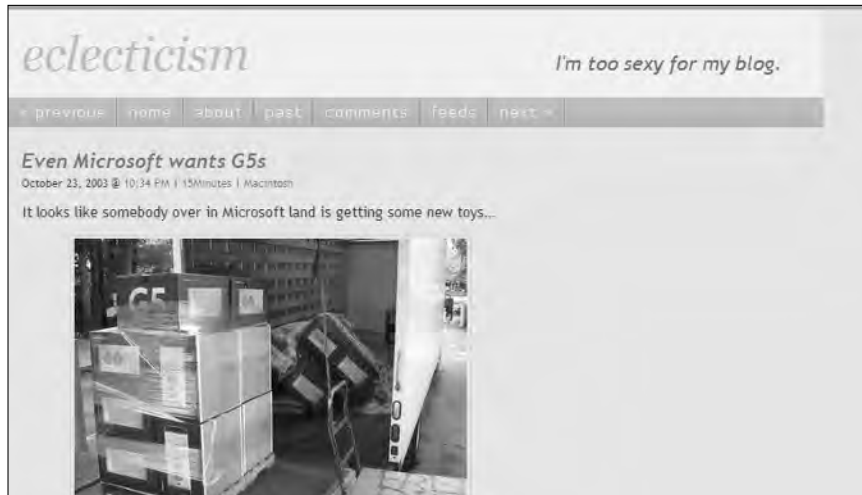 eclecticism
I'm too sexy for my blog.
« previous home about past comments feeds next »
Even Microsoft wants G5s
October 23, 2003 @ 10:34 PM | 15Minutes | Macintosh
It looks like somebody over in Microsoft land is getting some new toys...
G5